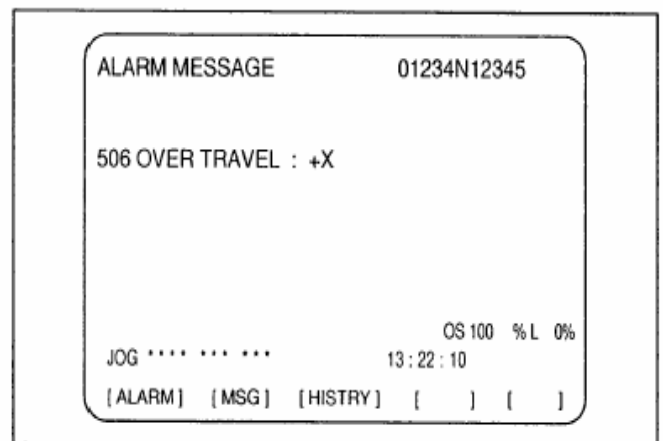 ALARM MESSAGE 01234N12345
506 OVER TRAVEL : +X
OS 100 % L 0%
JOG **** *** *** 13 : 22 : 10
[ ALARM ] [ MSG ] [ HISTRY ] [ ] [ ]